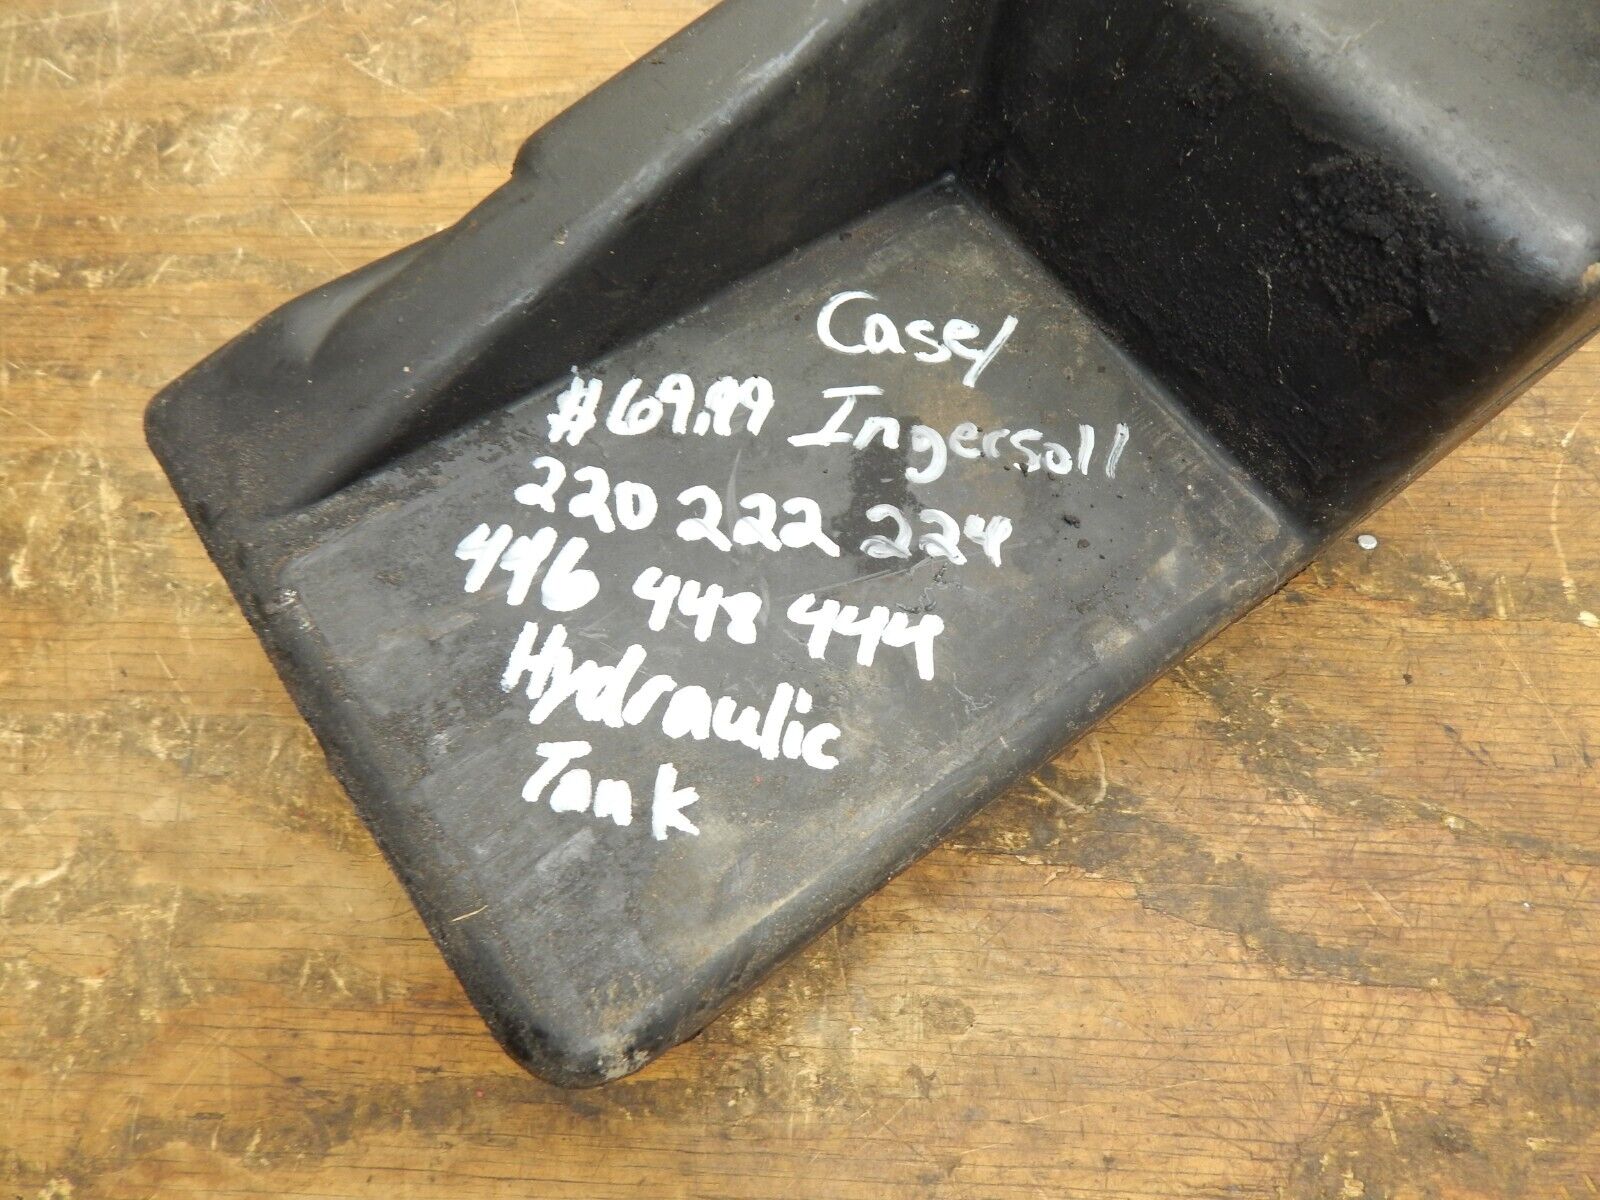 Case/
#69.99 Ingersoll
220 222 224
446 448 444
Hydraulic
Tank